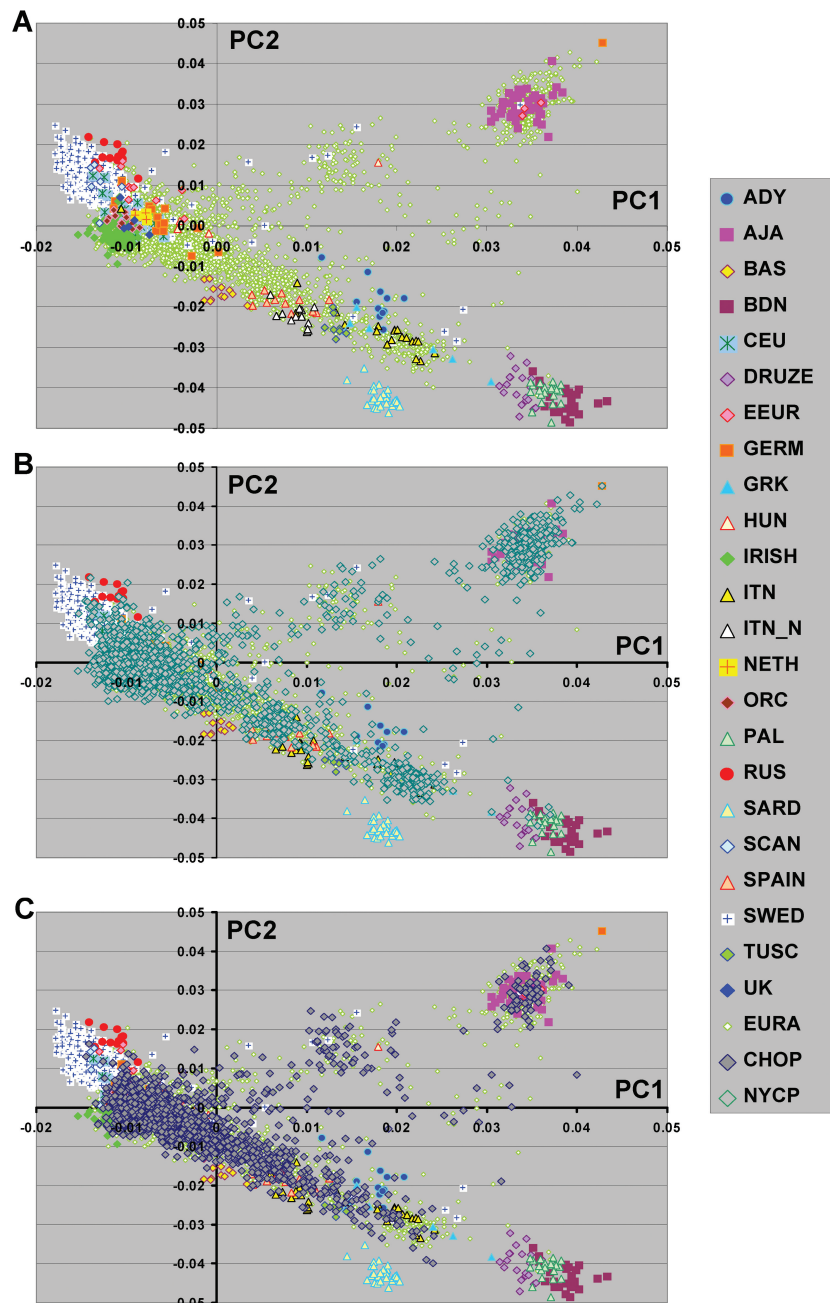 A
PC2
0.05
0.04
0.03
0.02
0.01
0.00
-0.01
-0.02
-0.03
-0.04
-0.05
-0.02
-0.01
0.00
0.01
0.02
0.03
0.04
0.05
PC1
B
PC2
0.05
0.04
0.03
0.02
0.01
0
-0.01
-0.02
-0.03
-0.04
-0.05
-0.02
-0.01
0
0.01
0.02
0.03
0.04
0.05
PC1
C
PC2
0.05
0.04
0.03
0.02
0.01
0
-0.01
-0.02
-0.03
-0.04
-0.05
-0.02
-0.01
0
0.01
0.02
0.03
0.04
0.05
PC1
ADY
AJA
BAS
BDN
CEU
DRUZE
EEUR
GERM
GRK
HUN
IRISH
ITN
ITN_N
NETH
ORC
PAL
RUS
SARD
SCAN
SPAIN
SWED
TUSC
UK
EURA
CHOP
NYCP